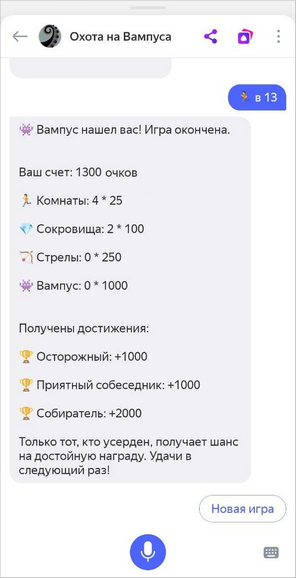 Охота на Вампуса
🏃 в 13
👾 Вампус нашел вас! Игра окончена.
Ваш счет: 1300 очков
🏃 Комнаты: 4 * 25
💎 Сокровища: 2 * 100
🏹 Стрелы: 0 * 250
👾 Вампус: 0 * 1000
Получены достижения:
🏆 Осторожный: +1000
🏆 Приятный собеседник: +1000
🏆 Собиратель: +2000
Только тот, кто усерден, получает шанс
на достойную награду. Удачи в
следующий раз!
Новая игра